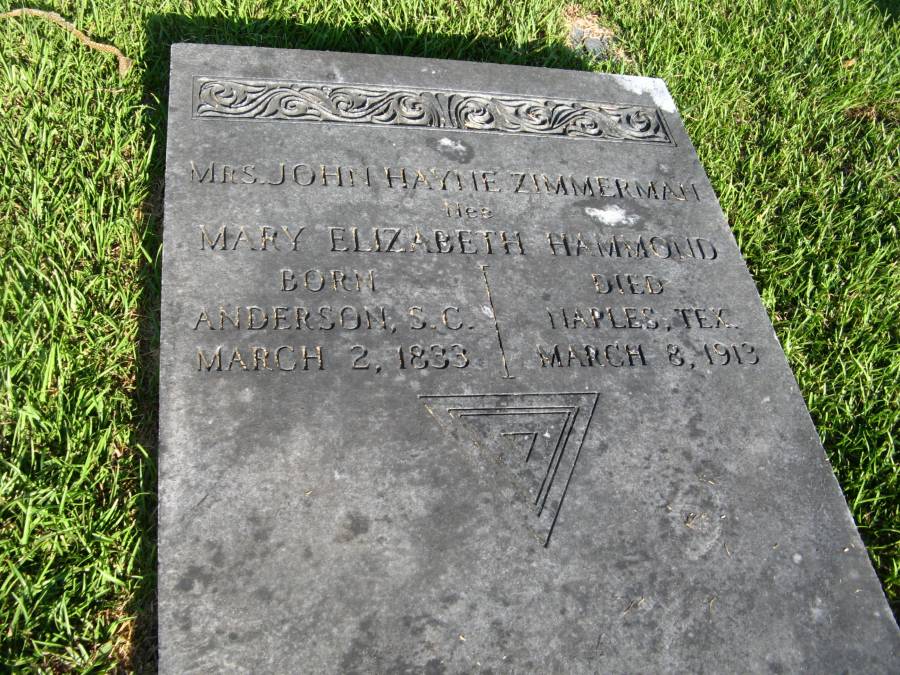 MRS. JOHN HAYNE ZIMMERMAN
Nee
MARY ELIZABETH HAMMOND
BORN
ANDERSON, S.C.
MARCH 2, 1833
DIED
NAPLES, TEX.
MARCH 8, 1913